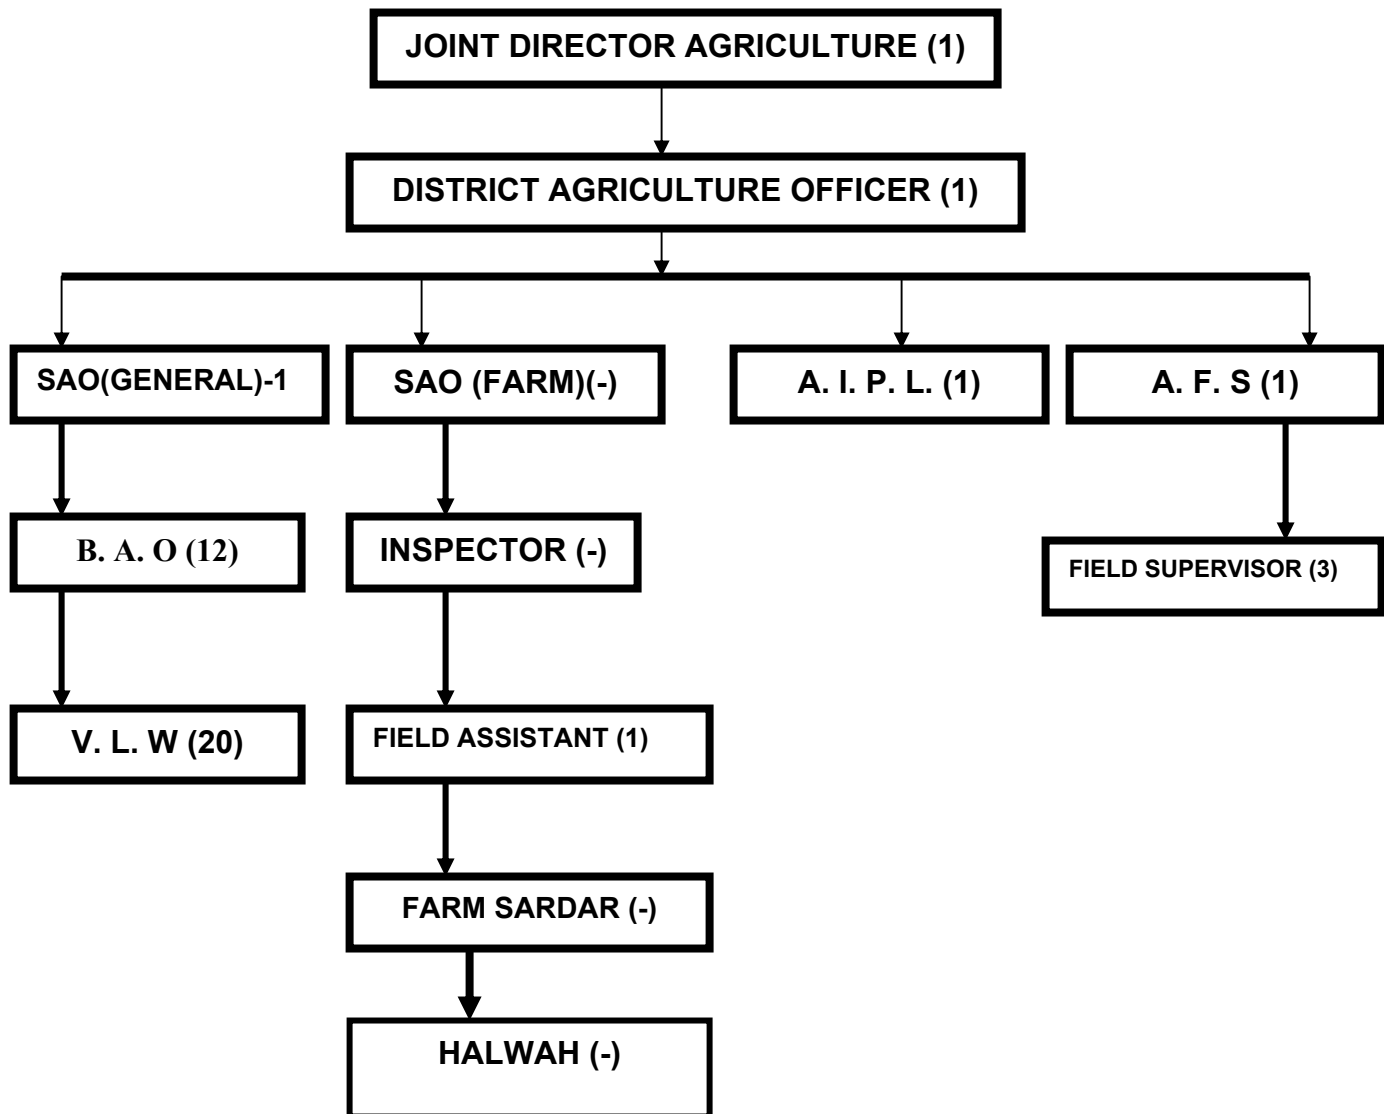 JOINT DIRECTOR AGRICULTURE (1)
DISTRICT AGRICULTURE OFFICER (1)
SAO(GENERAL)-1
SAO (FARM)(-)
A. I. P. L. (1)
A. F. S (1)
B. A. O (12)
INSPECTOR (-)
FIELD SUPERVISOR (3)
V. L. W (20)
FIELD ASSISTANT (1)
FARM SARDAR (-)
HALWAH (-)